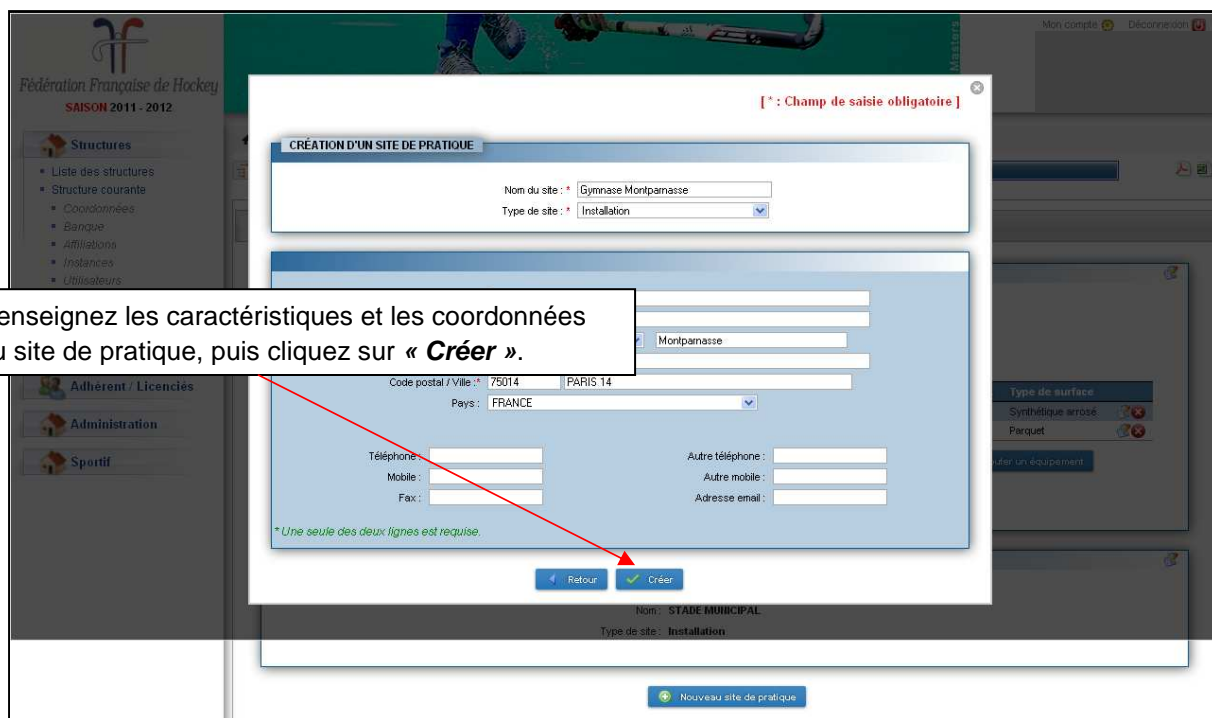 Mon compte
Déconnexion
Masters
Fédération Française de Hockey
SAISON 2011 - 2012
Structures
Liste des structures
Structure courante
Coordonnées
Banque
Affiliations
Instances
Utilisateurs
Adhérent / Licenciés
Administration
Sportif
[ * : Champ de saisie obligatoire ]
CRÉATION D'UN SITE DE PRATIQUE
Nom du site : * Gymnase Montparnasse
Type de site : * Installation
enseignez les caractéristiques et les coordonnées
u site de pratique, puis cliquez sur « Créer ».
Montparnasse
Code postal / Ville :* 75014 PARIS 14
Pays : FRANCE
Téléphone : Autre téléphone :
Mobile : Autre mobile :
Fax : Adresse email :
* Une seule des deux lignes est requise.
Retour Créer
Type de surface
Synthétique arrosé
Parquet
uter un équipement
Nom : STADE MUNICIPAL
Type de site : Installation
Nouveau site de pratique